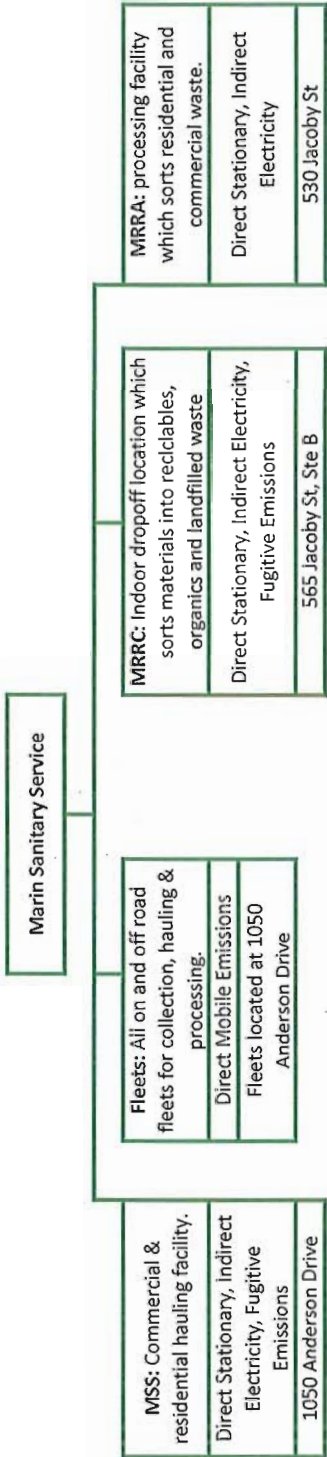 Marin Sanitary Service
MSS: Commercial &
residential hauling facility.
Direct Stationary, Indirect
Electricity, Fugitive
Emissions
1050 Anderson Drive
Fleets: All on and off road
fleets for collection, hauling &
processing.
Direct Mobile Emissions
Fleets located at 1050
Anderson Drive
MRRC: Indoor dropoff location which
sorts materials into reclclables,
organics and landfilled waste
Direct Stationary, Indirect Electricity,
Fugitive Emissions
565 Jacoby St, Ste B
MRRA: processing facility
which sorts residential and
commercial waste.
Direct Stationary, Indirect
Electricity
530 Jacoby St